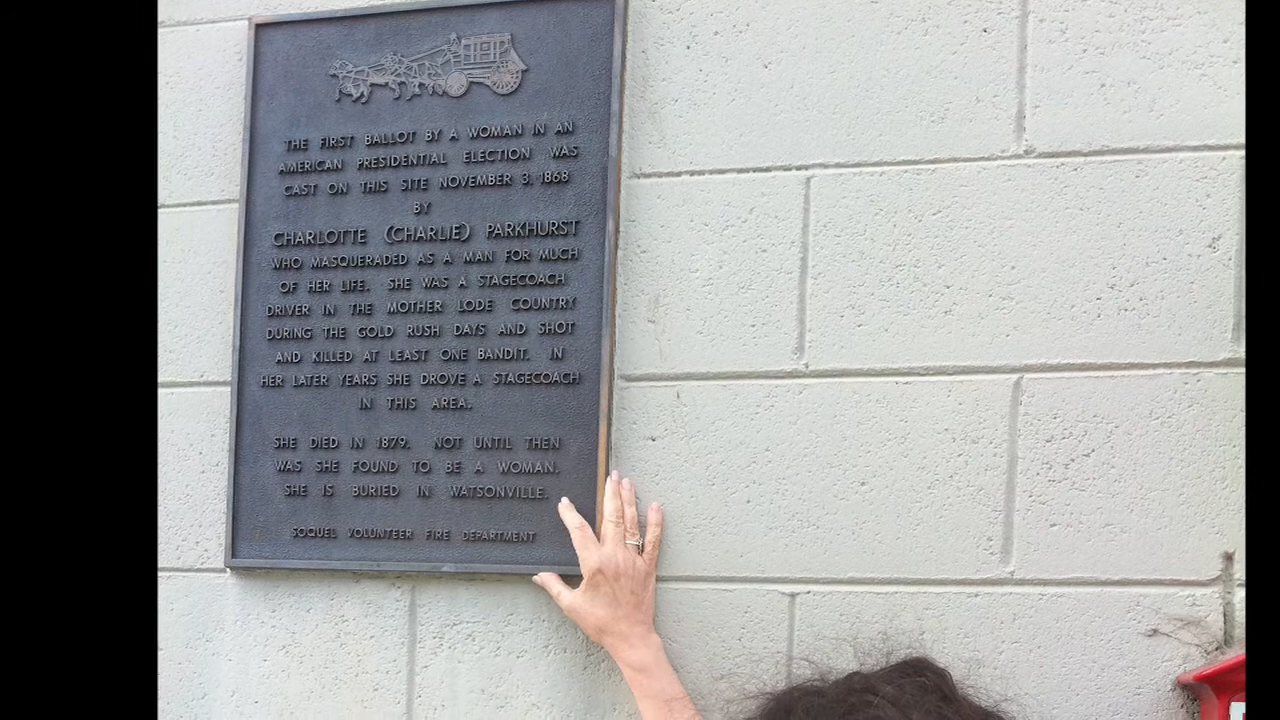 THE FIRST BALLOT BY A WOMAN IN AN
AMERICAN PRESIDENTIAL ELECTION WAS
CAST ON THIS SITE NOVEMBER 3, 1868
BY
CHARLOTTE (CHARLIE) PARKHURST
WHO MASQUERADED AS A MAN FOR MUCH
OF HER LIFE. SHE WAS A STAGECOACH
DRIVER IN THE MOTHER LODE COUNTRY
DURING THE GOLD RUSH DAYS AND SHOT
AND KILLED AT LEAST ONE BANDIT. IN
HER LATER YEARS SHE DROVE A STAGECOACH
IN THIS AREA.
SHE DIED IN 1879. NOT UNTIL THEN
WAS SHE FOUND TO BE A WOMAN.
SHE IS BURIED IN WATSONVILLE.
SOQUEL VOLUNTEER FIRE DEPARTMENT